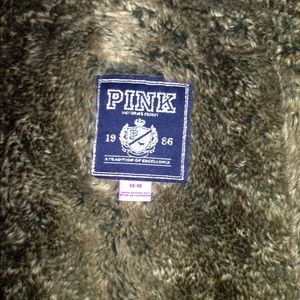 PINK
VICTORIA'S SECRET
19 86
A TRADITION OF EXCELLENCE